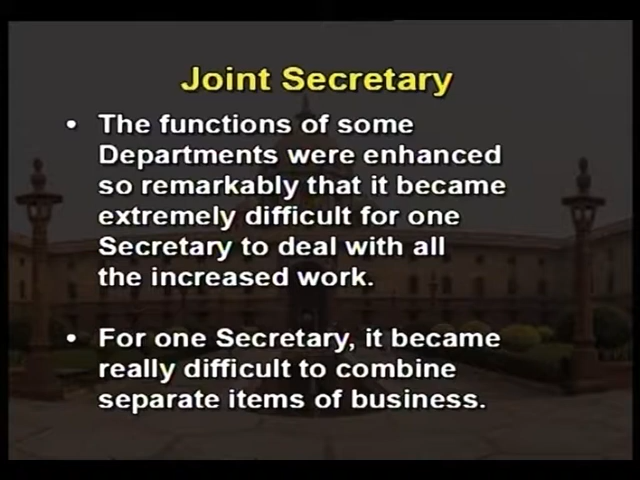 Joint Secretary
• The functions of some
Departments were enhanced
so remarkably that it became
extremely difficult for one
Secretary to deal with all
the increased work.
• For one Secretary, it became
really difficult to combine
separate items of business.